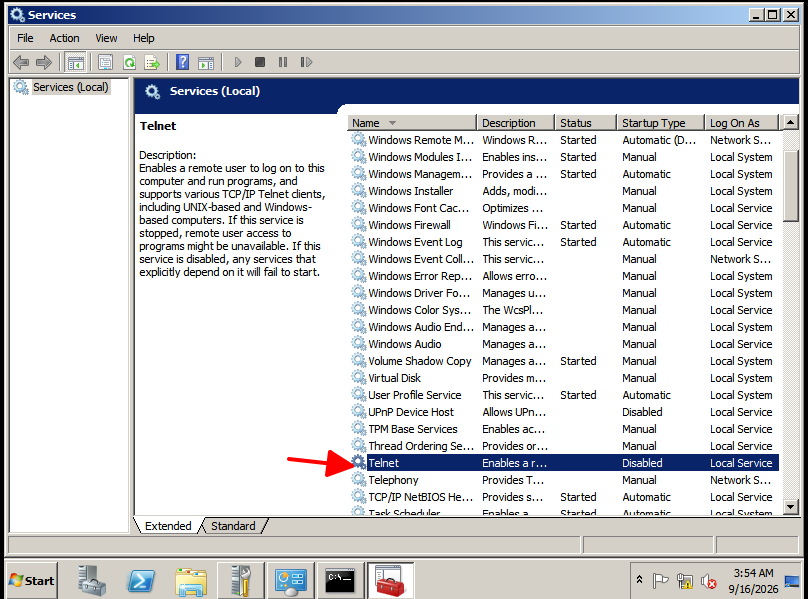 Services
File Action View Help
Services (Local)
Services (Local)
Telnet
Description:
Enables a remote user to log on to this
computer and run programs, and
supports various TCP/IP Telnet clients,
including UNIX-based and Windows-
based computers. If this service is
stopped, remote user access to
programs might be unavailable. If this
service is disabled, any services that
explicitly depend on it will fail to start.
Name Description Status Startup Type Log On As
Windows Remote M... Windows R... Started Automatic (D... Network S...
Windows Modules I... Enables ins... Started Manual Local System
Windows Managem... Provides a ... Started Automatic Local System
Windows Installer Adds, modi... Manual Local System
Windows Font Cac... Optimizes ... Manual Local Service
Windows Firewall Windows Fi... Started Automatic Local Service
Windows Event Log This servic... Started Automatic Local Service
Windows Event Coll... This servic... Manual Network S...
Windows Error Rep... Allows erro... Manual Local System
Windows Driver Fo... Manages u... Manual Local System
Windows Color Sys... The WcsPl... Manual Local Service
Windows Audio End... Manages a... Manual Local System
Windows Audio Manages a... Manual Local Service
Volume Shadow Copy Manages a... Started Manual Local System
Virtual Disk Provides m... Manual Local System
User Profile Service This servic... Started Automatic Local System
UPnP Device Host Allows UPn... Disabled Local Service
TPM Base Services Enables ac... Manual Local Service
Thread Ordering Se... Provides or... Manual Local Service
Telnet Enables a r... Disabled Local Service
Telephony Provides T... Manual Network S...
TCP/IP NetBIOS He... Provides s... Started Automatic Local Service
Task Scheduler Enables a ... Started Automatic Local System
Extended Standard
Start
C:\_
3:54 AM
9/16/2026